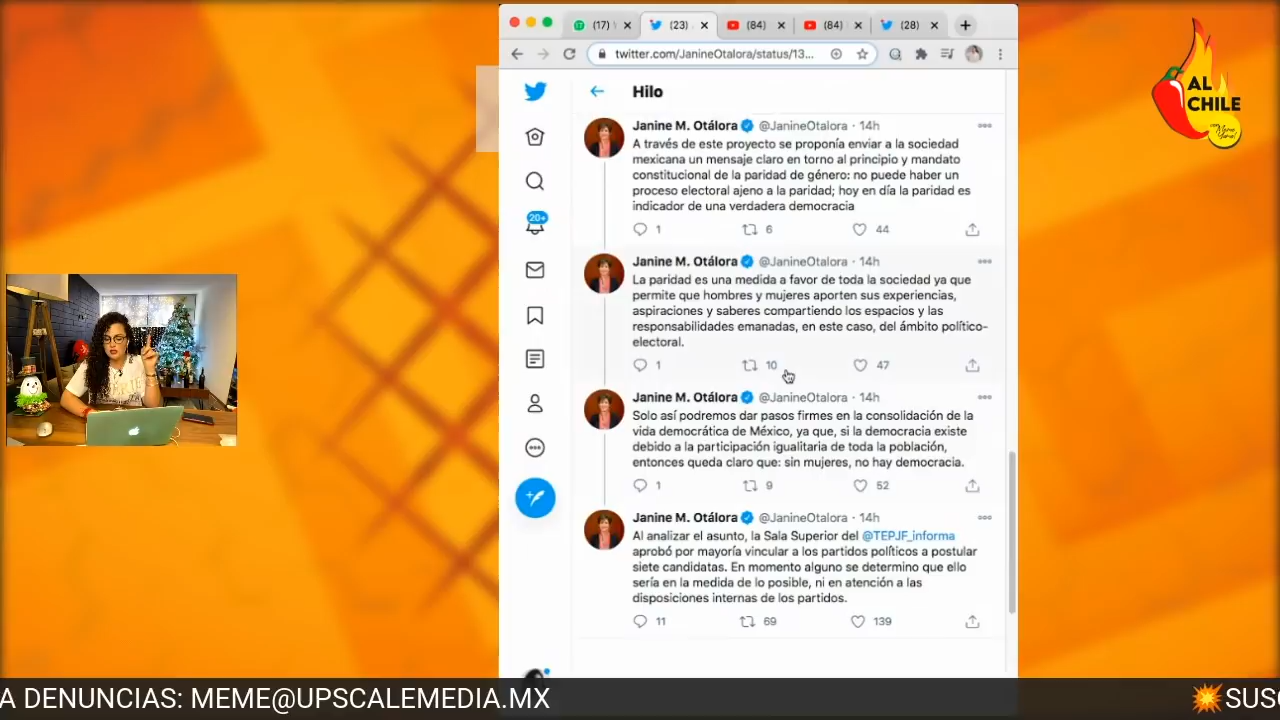 (17)
(23)
(84)
(84)
(28)
twitter.com/JanineOtalora/status/13...
Hilo
20+
Janine M. Otálora @JanineOtalora · 14h
A través de este proyecto se proponía enviar a la sociedad
mexicana un mensaje claro en torno al principio y mandato
constitucional de la paridad de género: no puede haber un
proceso electoral ajeno a la paridad; hoy en día la paridad es
indicador de una verdadera democracia
1 6 44
Janine M. Otálora @JanineOtalora · 14h
La paridad es una medida a favor de toda la sociedad ya que
permite que hombres y mujeres aporten sus experiencias,
aspiraciones y saberes compartiendo los espacios y las
responsabilidades emanadas, en este caso, del ámbito político-
electoral.
1 10 47
Janine M. Otálora @JanineOtalora · 14h
Solo así podremos dar pasos firmes en la consolidación de la
vida democrática de México, ya que, si la democracia existe
debido a la participación igualitaria de toda la población,
entonces queda claro que: sin mujeres, no hay democracia.
1 9 52
Janine M. Otálora @JanineOtalora · 14h
Al analizar el asunto, la Sala Superior del @TEPJF_informa
aprobó por mayoría vincular a los partidos políticos a postular
siete candidatas. En momento alguno se determino que ello
sería en la medida de lo posible, ni en atención a las
disposiciones internas de los partidos.
11 69 139
AL
CHILE
A DENUNCIAS: MEME@UPSCALEMEDIA.MX
💥SUSC